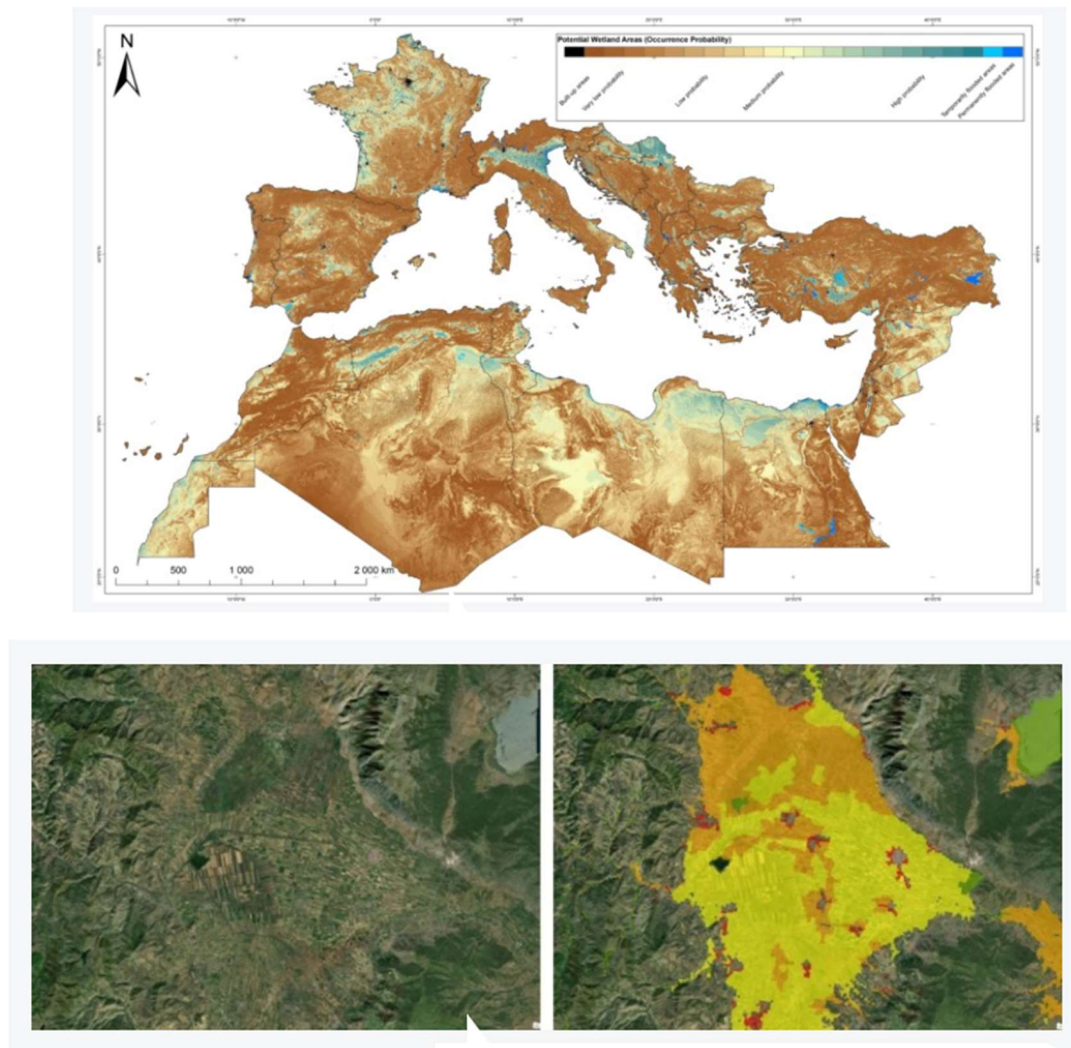 N
Potential Wetland Areas (Occurrence Probability)
Built-up areas
Very low probability
Low probability
Medium probability
High probability
Temporarily flooded areas
Permanently flooded areas
0 500 1 000 2 000 km